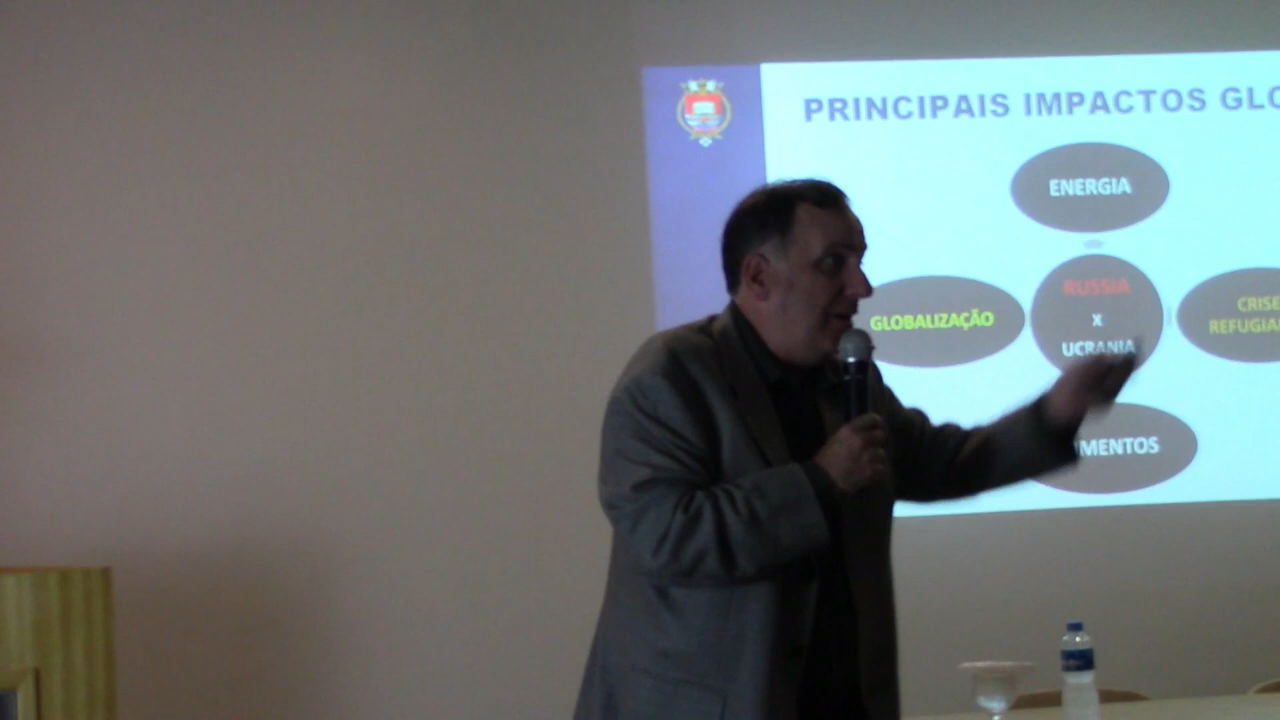 PRINCIPAIS IMPACTOS GLO
ENERGIA
GLOBALIZAÇÃO
RUSSIA
X
UCRANIA
CRISE
REFUGIA
MENTOS